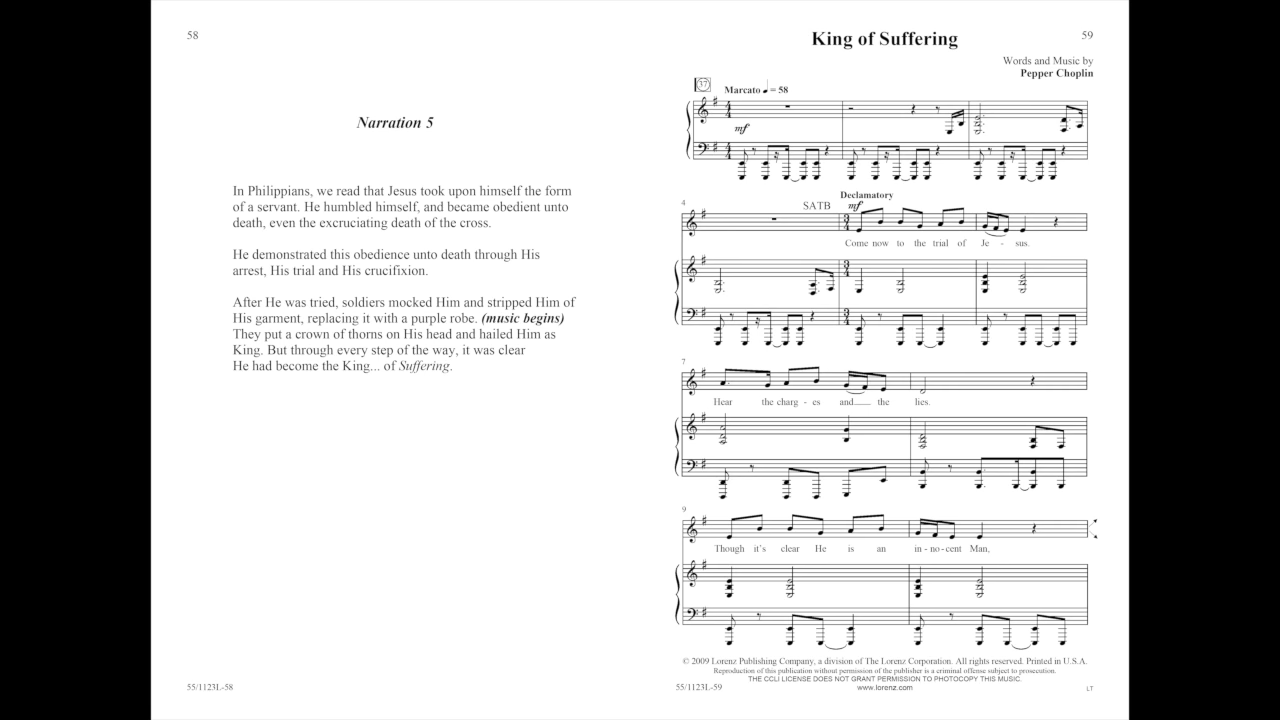 58
Narration 5
In Philippians, we read that Jesus took upon himself the form
of a servant. He humbled himself, and became obedient unto
death, even the excruciating death of the cross.
He demonstrated this obedience unto death through His
arrest, His trial and His crucifixion.
After He was tried, soldiers mocked Him and stripped Him of
His garment, replacing it with a purple robe. (music begins)
They put a crown of thorns on His head and hailed Him as
King. But through every step of the way, it was clear
He had become the King... of Suffering.
55/1123L-58
59
King of Suffering
Words and Music by
Pepper Choplin
17
Marcato ♩ = 58
mf
4
SATB
Declamatory
mf
Come now to the trial of Je - sus.
7
Hear the charg - es and the lies.
9
Though it's clear He is an in - no - cent Man,
© 2009 Lorenz Publishing Company, a division of The Lorenz Corporation. All rights reserved. Printed in U.S.A.
Reproduction of this publication without permission of the publisher is a criminal offense subject to prosecution.
THE CCLI LICENSE DOES NOT GRANT PERMISSION TO PHOTOCOPY THIS MUSIC.
www.lorenz.com
55/1123L-59
LT